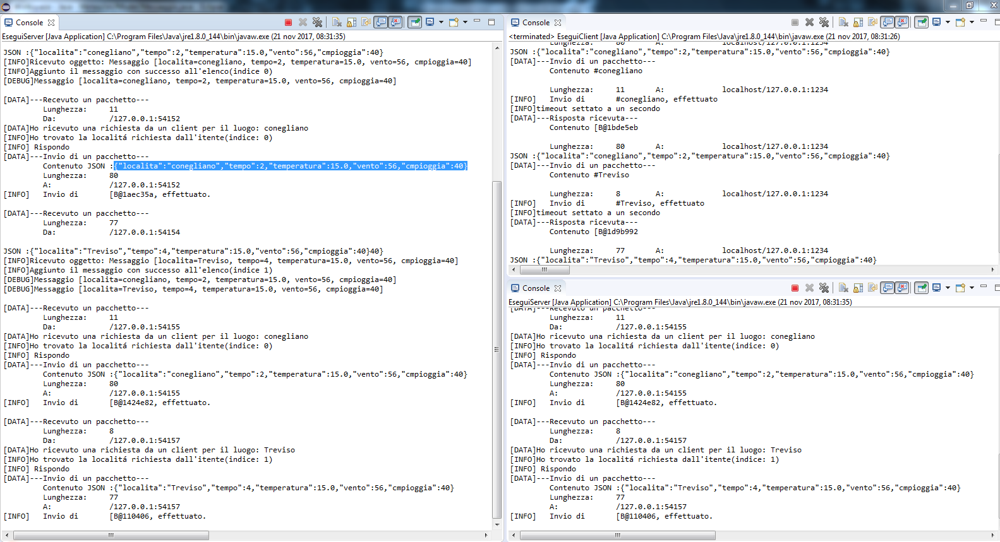 Console
EseguiServer [Java Application] C:\Program Files\Java\jre1.8.0_144\bin\javaw.exe (21 nov 2017, 08:31:35)
JSON :{"localita":"conegliano","tempo":2,"temperatura":15.0,"vento":56,"cmpioggia":40}
[INFO]Ricevuto oggetto: Messaggio [localita=conegliano, tempo=2, temperatura=15.0, vento=56, cmpioggia=40]
[INFO]Aggiunto il messaggio con successo all'elenco(indice 0)
[DEBUG]Messaggio [localita=conegliano, tempo=2, temperatura=15.0, vento=56, cmpioggia=40]
[DATA]---Recevuto un pacchetto---
Lunghezza: 11
Da: /127.0.0.1:54152
[DATA]Ho ricevuto una richiesta da un client per il luogo: conegliano
[INFO]Ho trovato la localitá richiesta dall'itente(indice: 0)
[INFO] Rispondo
[DATA]---Invio di un pacchetto---
Contenuto JSON :{"localita":"conegliano","tempo":2,"temperatura":15.0,"vento":56,"cmpioggia":40}
Lunghezza: 80
A: /127.0.0.1:54152
[INFO] Invio di [B@1aec35a, effettuato.
[DATA]---Recevuto un pacchetto---
Lunghezza: 77
Da: /127.0.0.1:54154
JSON :{"localita":"Treviso","tempo":4,"temperatura":15.0,"vento":56,"cmpioggia":40}40}
[INFO]Ricevuto oggetto: Messaggio [localita=Treviso, tempo=4, temperatura=15.0, vento=56, cmpioggia=40]
[INFO]Aggiunto il messaggio con successo all'elenco(indice 1)
[DEBUG]Messaggio [localita=conegliano, tempo=2, temperatura=15.0, vento=56, cmpioggia=40]
[DEBUG]Messaggio [localita=Treviso, tempo=4, temperatura=15.0, vento=56, cmpioggia=40]
[DATA]---Recevuto un pacchetto---
Lunghezza: 11
Da: /127.0.0.1:54155
[DATA]Ho ricevuto una richiesta da un client per il luogo: conegliano
[INFO]Ho trovato la localitá richiesta dall'itente(indice: 0)
[INFO] Rispondo
[DATA]---Invio di un pacchetto---
Contenuto JSON :{"localita":"conegliano","tempo":2,"temperatura":15.0,"vento":56,"cmpioggia":40}
Lunghezza: 80
A: /127.0.0.1:54155
[INFO] Invio di [B@1424e82, effettuato.
[DATA]---Recevuto un pacchetto---
Lunghezza: 8
Da: /127.0.0.1:54157
[DATA]Ho ricevuto una richiesta da un client per il luogo: Treviso
[INFO]Ho trovato la localitá richiesta dall'itente(indice: 1)
[INFO] Rispondo
[DATA]---Invio di un pacchetto---
Contenuto JSON :{"localita":"Treviso","tempo":4,"temperatura":15.0,"vento":56,"cmpioggia":40}
Lunghezza: 77
A: /127.0.0.1:54157
[INFO] Invio di [B@110406, effettuato.
Console
<terminated> EseguiClient [Java Application] C:\Program Files\Java\jre1.8.0_144\bin\javaw.exe (21 nov 2017, 08:31:26)
Lunghezza: 80 A: localhost/127.0.0.1:1234
JSON :{"localita":"conegliano","tempo":2,"temperatura":15.0,"vento":56,"cmpioggia":40}
[DATA]---Invio di un pacchetto---
Contenuto #conegliano
Lunghezza: 11 A: localhost/127.0.0.1:1234
[INFO] Invio di #conegliano, effettuato
[INFO]timeout settato a un secondo
[DATA]---Risposta ricevuta---
Contenuto [B@1bde5eb
Lunghezza: 80 A: localhost/127.0.0.1:1234
JSON :{"localita":"conegliano","tempo":2,"temperatura":15.0,"vento":56,"cmpioggia":40}
[DATA]---Invio di un pacchetto---
Contenuto #Treviso
Lunghezza: 8 A: localhost/127.0.0.1:1234
[INFO] Invio di #Treviso, effettuato
[INFO]timeout settato a un secondo
[DATA]---Risposta ricevuta---
Contenuto [B@1d9b992
Lunghezza: 77 A: localhost/127.0.0.1:1234
JSON :{"localita":"Treviso","tempo":4,"temperatura":15.0,"vento":56,"cmpioggia":40}
Console
EseguiServer [Java Application] C:\Program Files\Java\jre1.8.0_144\bin\javaw.exe (21 nov 2017, 08:31:35)
[DATA]---Recevuto un pacchetto---
Lunghezza: 11
Da: /127.0.0.1:54155
[DATA]Ho ricevuto una richiesta da un client per il luogo: conegliano
[INFO]Ho trovato la localitá richiesta dall'itente(indice: 0)
[INFO] Rispondo
[DATA]---Invio di un pacchetto---
Contenuto JSON :{"localita":"conegliano","tempo":2,"temperatura":15.0,"vento":56,"cmpioggia":40}
Lunghezza: 80
A: /127.0.0.1:54155
[INFO] Invio di [B@1424e82, effettuato.
[DATA]---Recevuto un pacchetto---
Lunghezza: 8
Da: /127.0.0.1:54157
[DATA]Ho ricevuto una richiesta da un client per il luogo: Treviso
[INFO]Ho trovato la localitá richiesta dall'itente(indice: 1)
[INFO] Rispondo
[DATA]---Invio di un pacchetto---
Contenuto JSON :{"localita":"Treviso","tempo":4,"temperatura":15.0,"vento":56,"cmpioggia":40}
Lunghezza: 77
A: /127.0.0.1:54157
[INFO] Invio di [B@110406, effettuato.